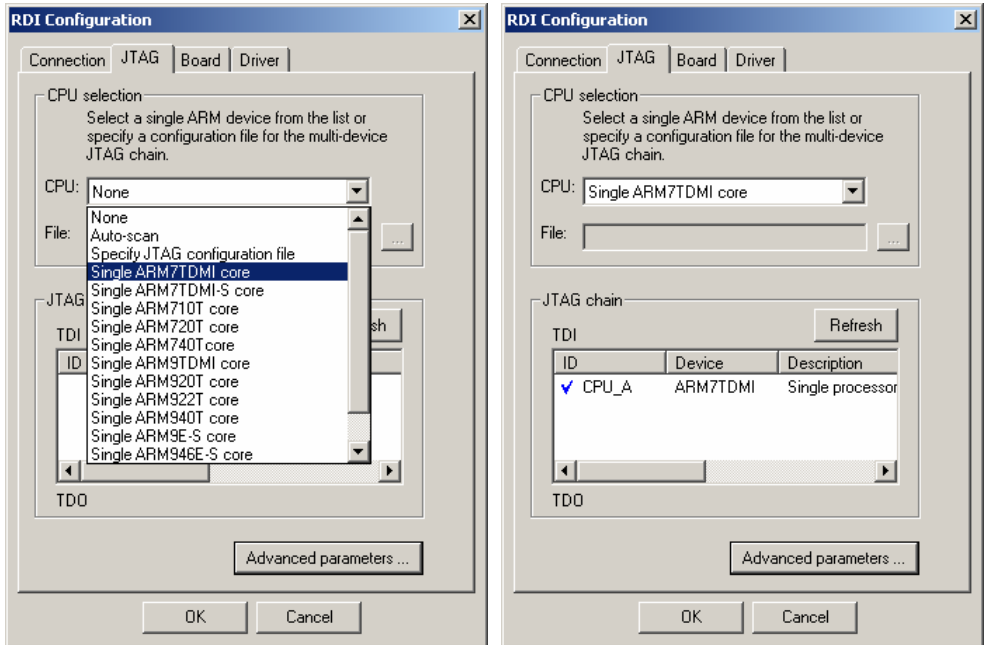 RDI Configuration
Connection JTAG Board Driver
CPU selection
Select a single ARM device from the list or
specify a configuration file for the multi-device
JTAG chain.
CPU: None
None
Auto-scan
File:
...
Specify JTAG configuration file
Single ARM7TDMI core
Single ARM7TDMI-S core
JTAG
Single ARM710T core
Single ARM720T core
sh
TDI
Single ARM740Tcore
Single ARM9TDMI core
ID
Single ARM920T core
Single ARM922T core
Single ARM940T core
Single ARM9E-S core
Single ARM946E-S core
TDO
Advanced parameters ...
OK Cancel
RDI Configuration
Connection JTAG Board Driver
CPU selection
Select a single ARM device from the list or
specify a configuration file for the multi-device
JTAG chain.
CPU: Single ARM7TDMI core
File: ...
JTAG chain
TDI Refresh
ID Device Description
CPU_A ARM7TDMI Single processor
TDO
Advanced parameters ...
OK Cancel